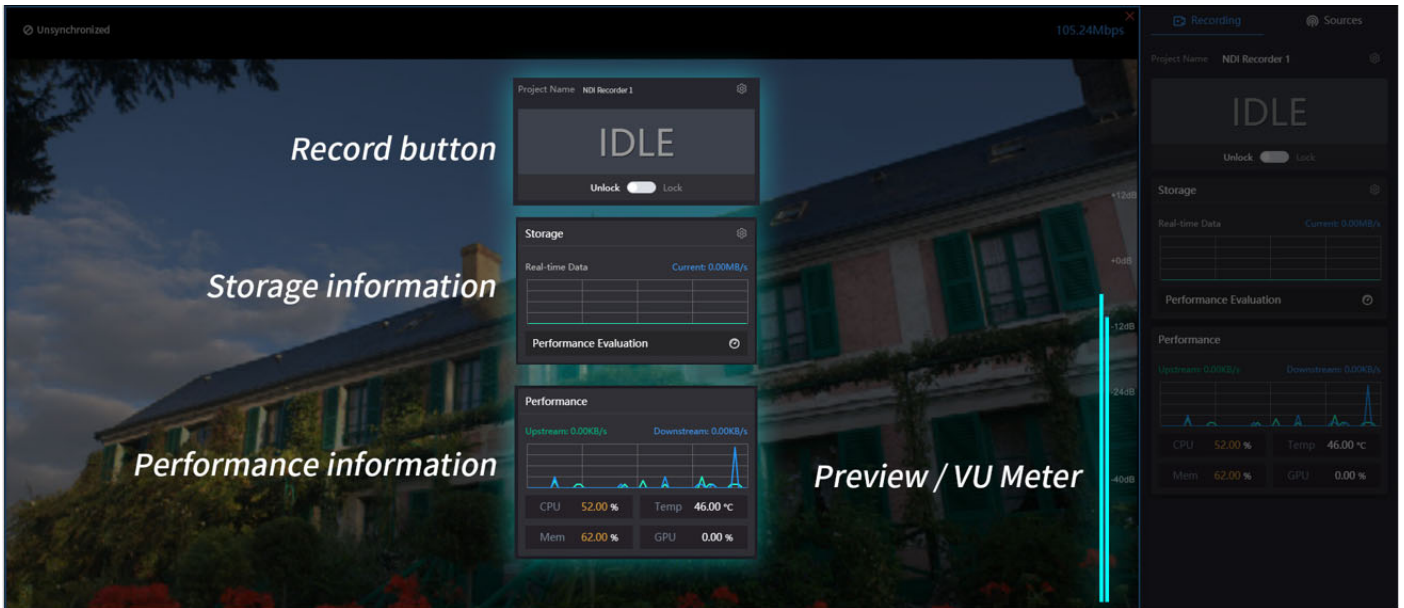 Unsynchronized
105.24Mbps
Recording
Sources
Project Name NDI Recorder 1
IDLE
Unlock Lock
Storage
Real-time Data Current: 0.00MB/s
Performance Evaluation
Performance
Upstream: 0.00KB/s Downstream: 0.00KB/s
CPU 52.00 % Temp 46.00 °C
Mem 62.00 % GPU 0.00 %
Record button
Storage information
Performance information
Preview / VU Meter
+12dB
+0dB
-12dB
-24dB
-40dB
Project Name NDI Recorder 1
IDLE
Unlock Lock
Storage
Real-time Data Current: 0.00MB/s
Performance Evaluation
Performance
Upstream: 0.00KB/s Downstream: 0.00KB/s
CPU 52.00 % Temp 46.00 °C
Mem 62.00 % GPU 0.00 %